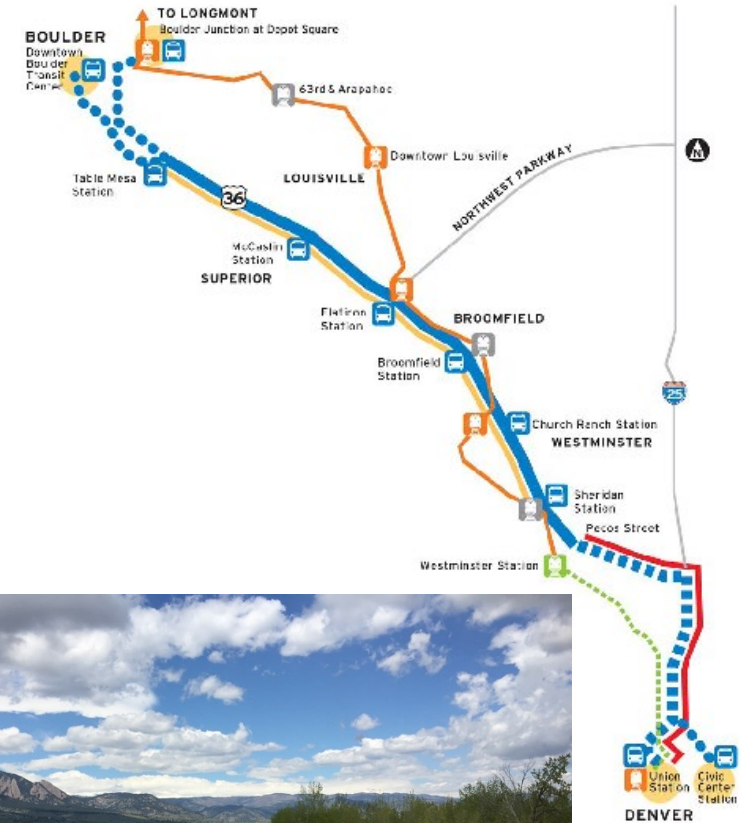 TO LONGMONT
Boulder Junction at Depot Square
BOULDER
Downtown
Boulder
Transit
Center
63rd & Arapahoe
Downtown Louisville
N
Table Mesa
Station
LOUISVILLE
NORTHWEST PARKWAY
36
McCaslin
Station
SUPERIOR
Flatiron
Station
BROOMFIELD
Broomfield
Station
25
Church Ranch Station
WESTMINSTER
Sheridan
Station
Pecos Street
Westminster Station
Union
Station
Civic
Center
Station
DENVER